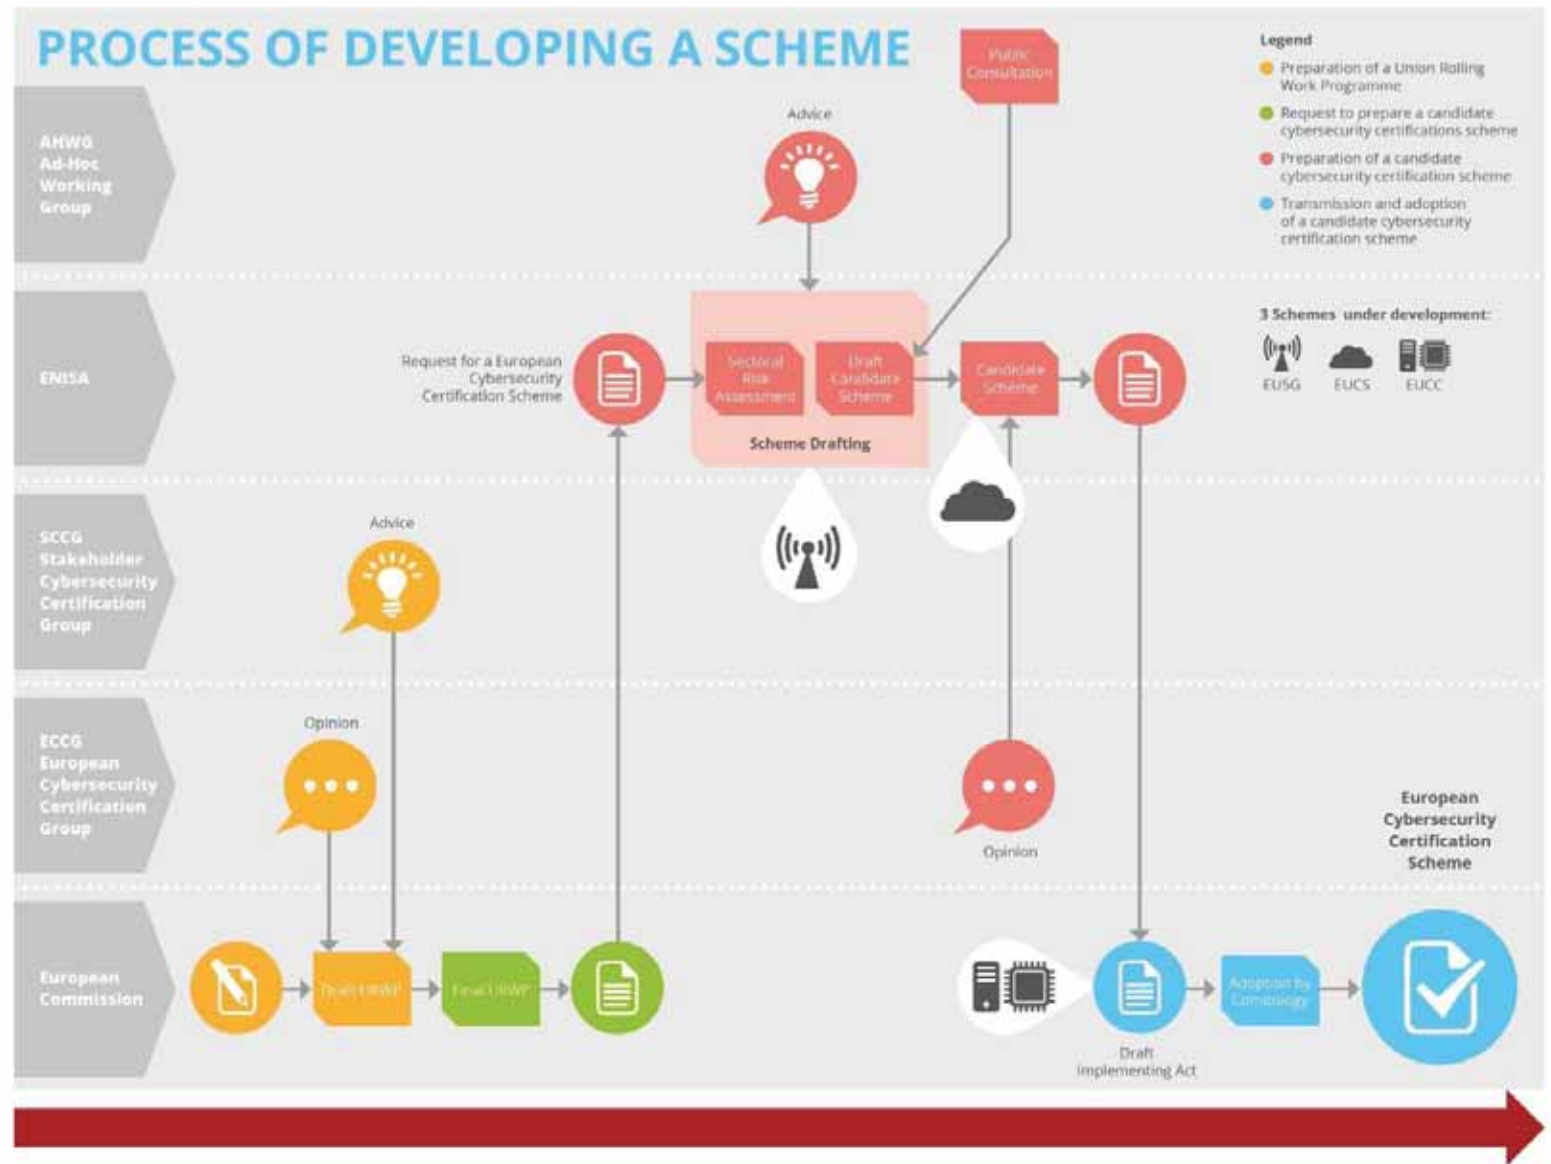 PROCESS OF DEVELOPING A SCHEME
Public
Consultation
Legend
Preparation of a Union Rolling
Work Programme
Request to prepare a candidate
cybersecurity certifications scheme
Preparation of a candidate
cybersecurity certification scheme
Transmission and adoption
of a candidate cybersecurity
certification scheme
AHWG
Ad-Hoc
Working
Group
Advice
ENISA
Request for a European
Cybersecurity
Certification Scheme
Sectoral
Risk
Assessment
Draft
Candidate
Scheme
Scheme Drafting
Candidate
Scheme
3 Schemes under development:
EU5G
EUCS
EUCC
SCCG
Stakeholder
Cybersecurity
Certification
Group
Advice
ECCG
European
Cybersecurity
Certification
Group
Opinion
Opinion
European
Cybersecurity
Certification
Scheme
European
Commission
Draft URWP
Final URWP
Draft
Implementing Act
Adoption by
Comitology